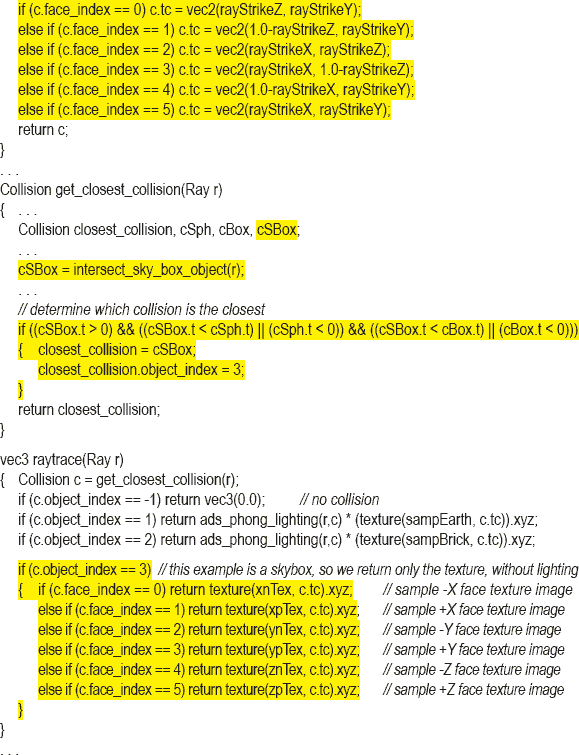 if (c.face_index == 0) c.tc = vec2(rayStrikeZ, rayStrikeY);
else if (c.face_index == 1) c.tc = vec2(1.0-rayStrikeZ, rayStrikeY);
else if (c.face_index == 2) c.tc = vec2(rayStrikeX, rayStrikeZ);
else if (c.face_index == 3) c.tc = vec2(rayStrikeX, 1.0-rayStrikeZ);
else if (c.face_index == 4) c.tc = vec2(1.0-rayStrikeX, rayStrikeY);
else if (c.face_index == 5) c.tc = vec2(rayStrikeX, rayStrikeY);
return c;
}
. . .
Collision get_closest_collision(Ray r)
{ . . .
Collision closest_collision, cSph, cBox, cSBox;
. . .
cSBox = intersect_sky_box_object(r);
. . .
// determine which collision is the closest
if ((cSBox.t > 0) && ((cSBox.t < cSph.t) || (cSph.t < 0)) && ((cSBox.t < cBox.t) || (cBox.t < 0)))
{ closest_collision = cSBox;
closest_collision.object_index = 3;
}
return closest_collision;
}
vec3 raytrace(Ray r)
{ Collision c = get_closest_collision(r);
if (c.object_index == -1) return vec3(0.0); // no collision
if (c.object_index == 1) return ads_phong_lighting(r,c) * (texture(sampEarth, c.tc)).xyz;
if (c.object_index == 2) return ads_phong_lighting(r,c) * (texture(sampBrick, c.tc)).xyz;
if (c.object_index == 3) // this example is a skybox, so we return only the texture, without lighting
{ if (c.face_index == 0) return texture(xnTex, c.tc).xyz; // sample -X face texture image
else if (c.face_index == 1) return texture(xpTex, c.tc).xyz; // sample +X face texture image
else if (c.face_index == 2) return texture(ynTex, c.tc).xyz; // sample -Y face texture image
else if (c.face_index == 3) return texture(ypTex, c.tc).xyz; // sample +Y face texture image
else if (c.face_index == 4) return texture(znTex, c.tc).xyz; // sample -Z face texture image
else if (c.face_index == 5) return texture(zpTex, c.tc).xyz; // sample +Z face texture image
}
}
. . .